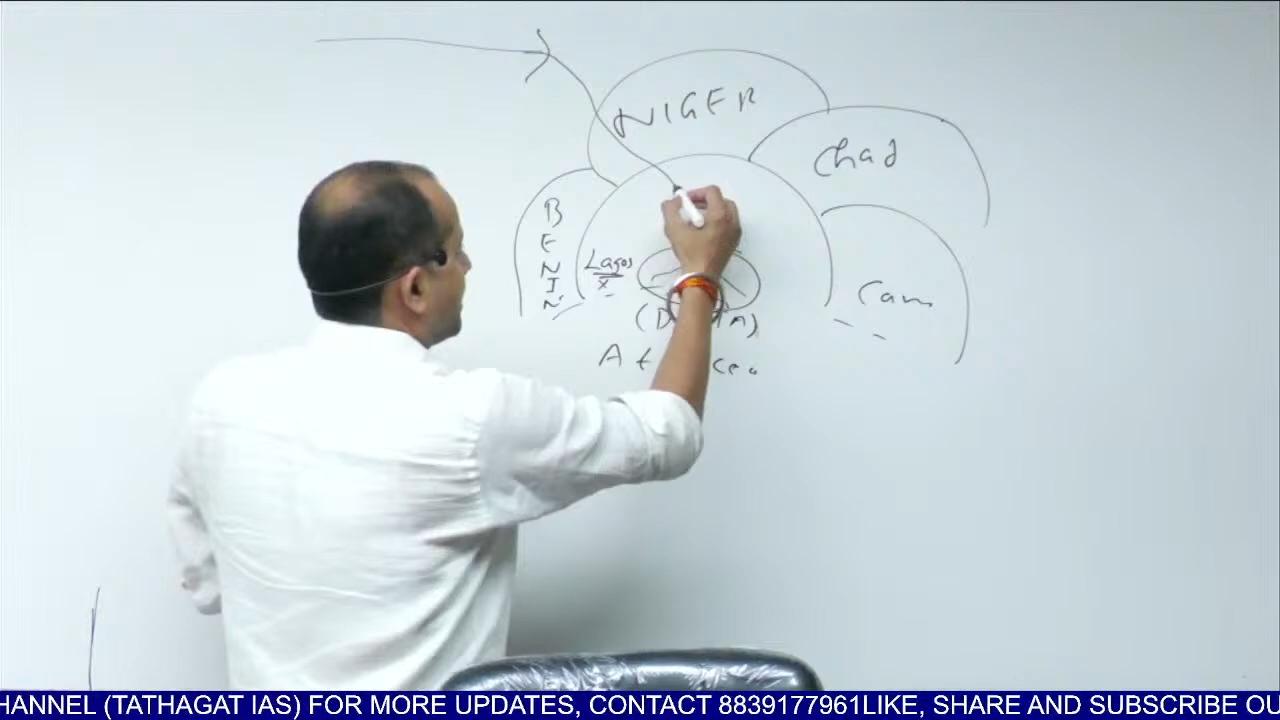 NIGER
Chad
BENIN
Lagos
x
Cam
HANNEL (TATHAGAT IAS) FOR MORE UPDATES, CONTACT 8839177961LIKE, SHARE AND SUBSCRIBE OU